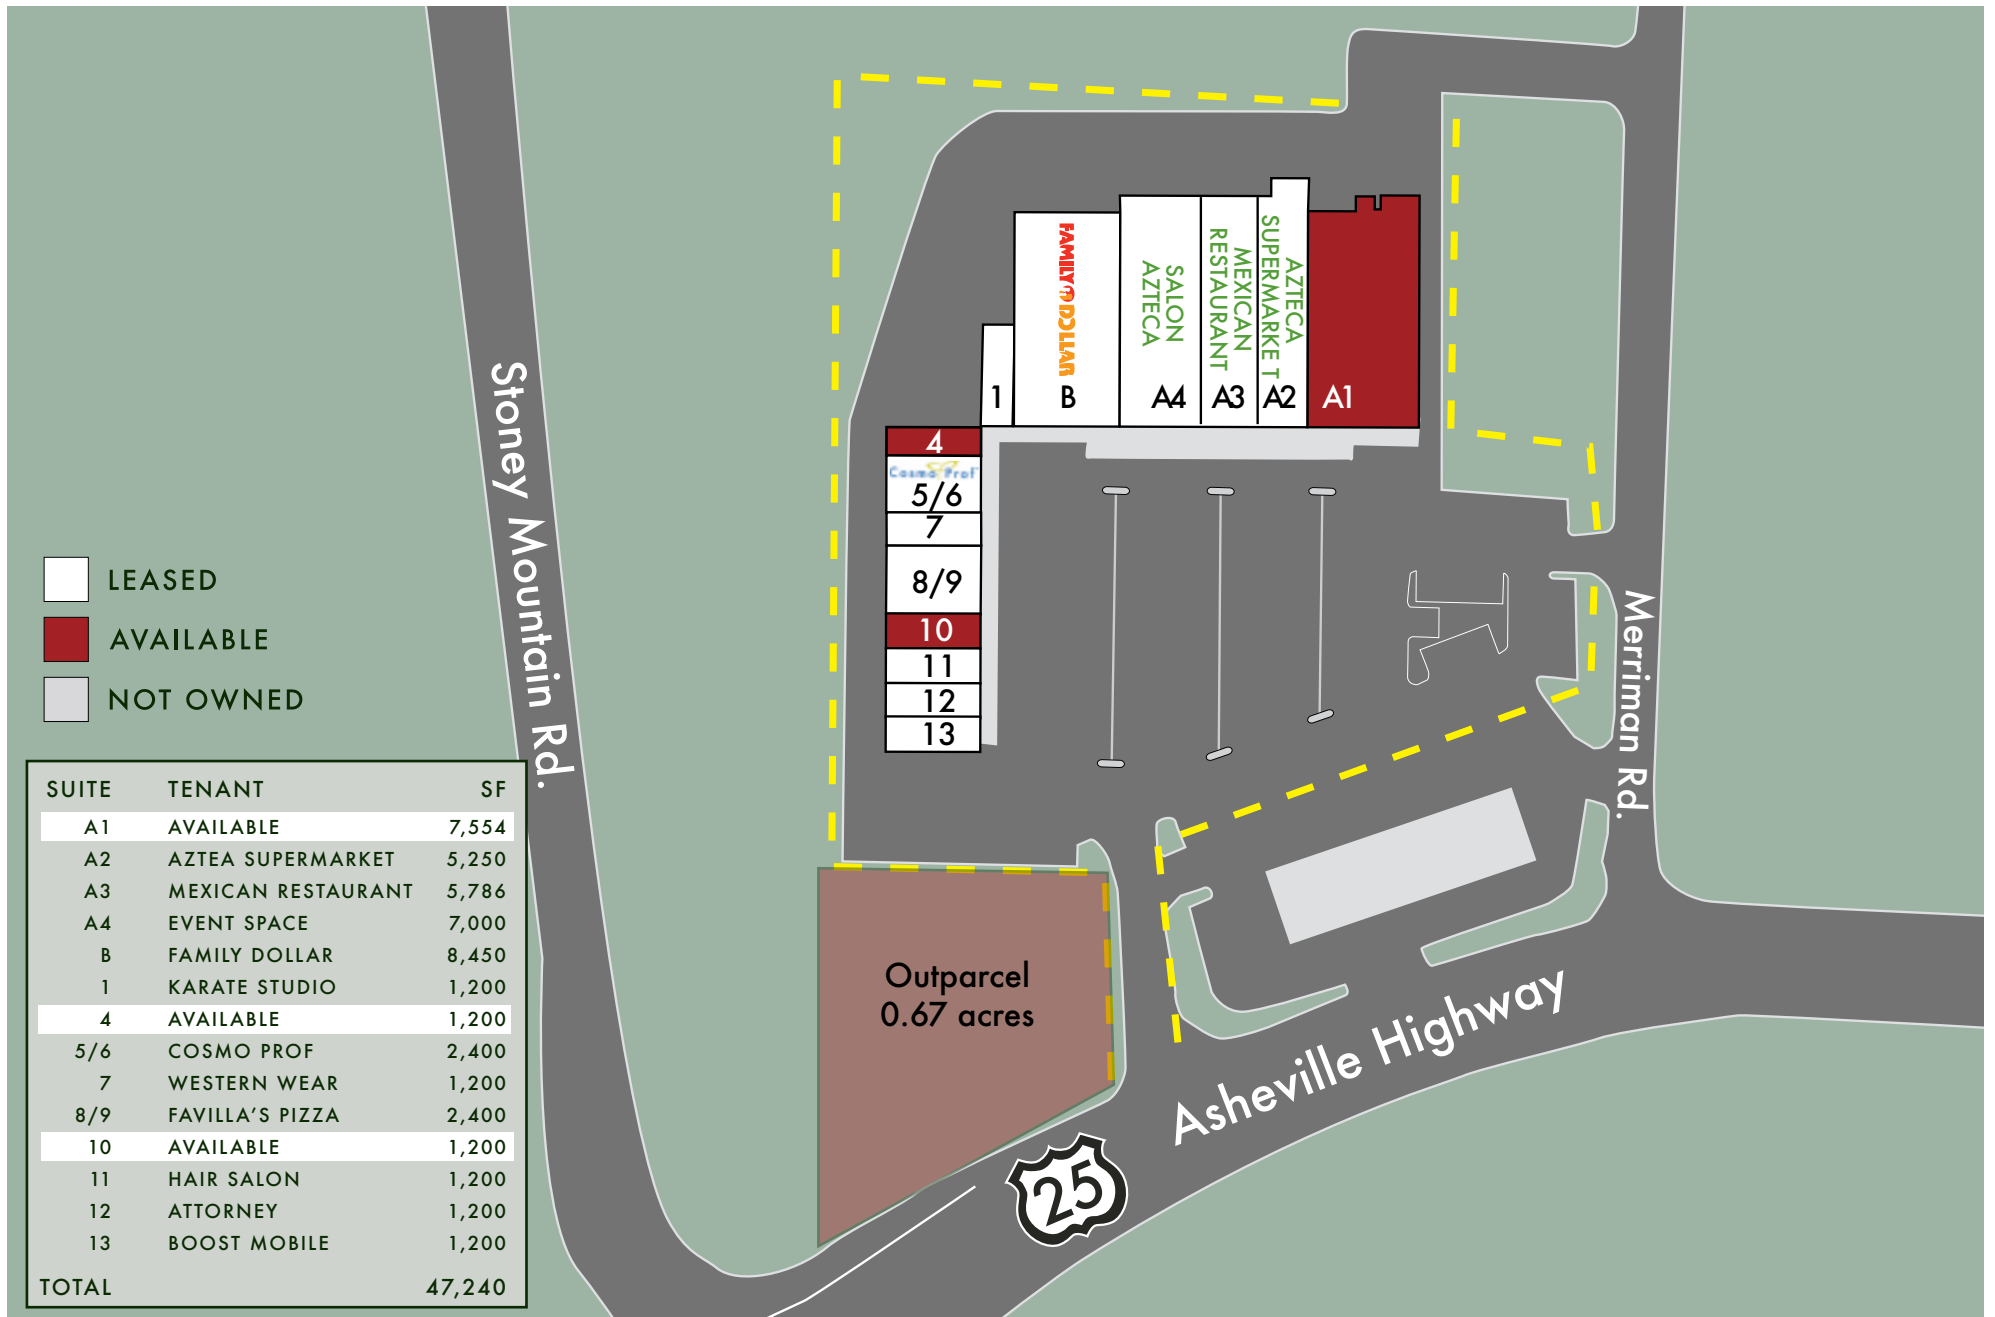 FAMILY DOLLAR
SALON
AZTECA
MEXICAN
RESTAURANT
AZTECA
SUPERMARKE T
1
B
A4
A3
A2
A1
4
Cosmo Prof
5/6
7
8/9
10
11
12
13
Stoney Mountain Rd.
Merriman Rd.
LEASED
AVAILABLE
NOT OWNED
SUITE TENANT SF
A1 AVAILABLE 7,554
A2 AZTEA SUPERMARKET 5,250
A3 MEXICAN RESTAURANT 5,786
A4 EVENT SPACE 7,000
B FAMILY DOLLAR 8,450
1 KARATE STUDIO 1,200
4 AVAILABLE 1,200
5/6 COSMO PROF 2,400
7 WESTERN WEAR 1,200
8/9 FAVILLA'S PIZZA 2,400
10 AVAILABLE 1,200
11 HAIR SALON 1,200
12 ATTORNEY 1,200
13 BOOST MOBILE 1,200
TOTAL 47,240
Outparcel
0.67 acres
Asheville Highway
25